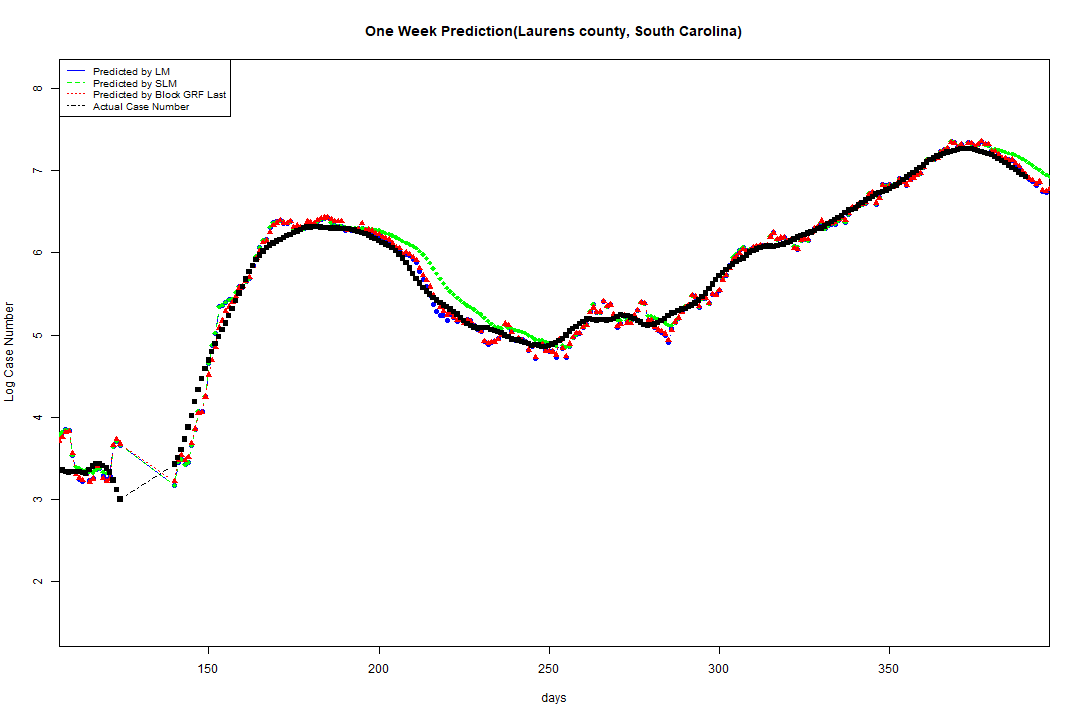 One Week Prediction(Laurens county, South Carolina)
Predicted by LM
Predicted by SLM
Predicted by Block GRF Last
Actual Case Number
8
7
6
5
4
3
2
Log Case Number
150
200
250
300
350
days